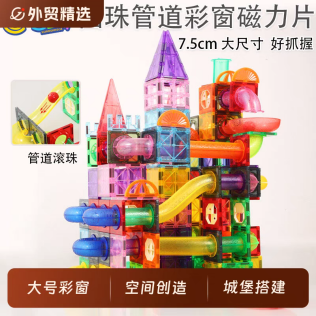 外贸精选
滚珠管道彩窗磁力片
7.5cm 大尺寸 好抓握
管道滚珠
大号彩窗
空间创造
城堡搭建